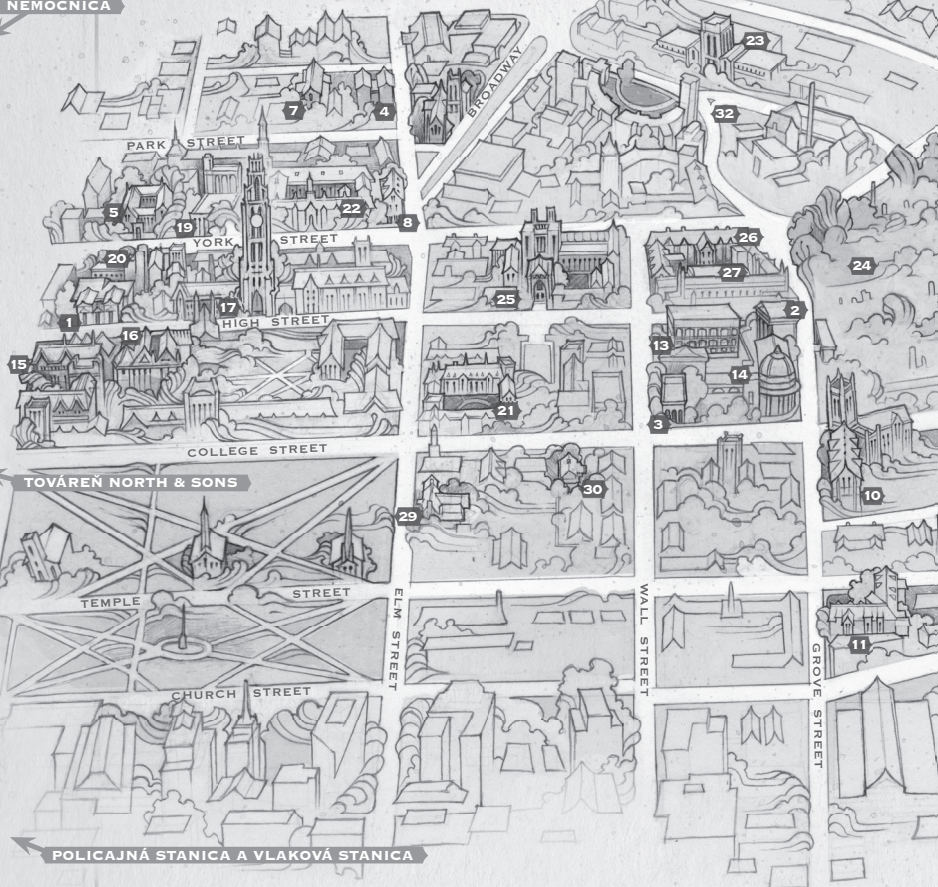 NEMOCNICA
23
BROADWAY
7
4
32
PARK STREET
5
19
22
8
YORK STREET
20
26
27
24
25
17
1
HIGH STREET
2
16
15
13
14
21
3
COLLEGE STREET
TOVÁREŇ NORTH & SONS
30
10
29
TEMPLE STREET
ELM STREET
WALL STREET
GROVE STREET
11
CHURCH STREET
POLICAJNÁ STANICA A VLAKOVÁ STANICA